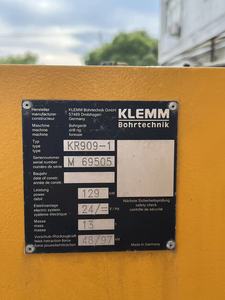 Hersteller
manufacturer
constructeur
KLEMM Bohrtechnik GmbH
57489 Drolshagen
Germany
KLEMM
Bohrtechnik
Maschine
machine
machine
Bohrgerät
drill rig
foreuse
Typ
type
type
KR909-1
Seriennummer
serial number
numéro de série
M 69505
Baujahr
date of constr.
année de constr.
Leistung
power
débit
129
kW
Elektroanlage
electric system
système électrique
24/=
V / Hz
Masse
mass
masse
13
t
Vorschub-/Rückzugkraft
feed/retraction force
48/97
kN
Nächste Sicherheitsprüfung
safety check
contrôle de sécurité
Made in Germany